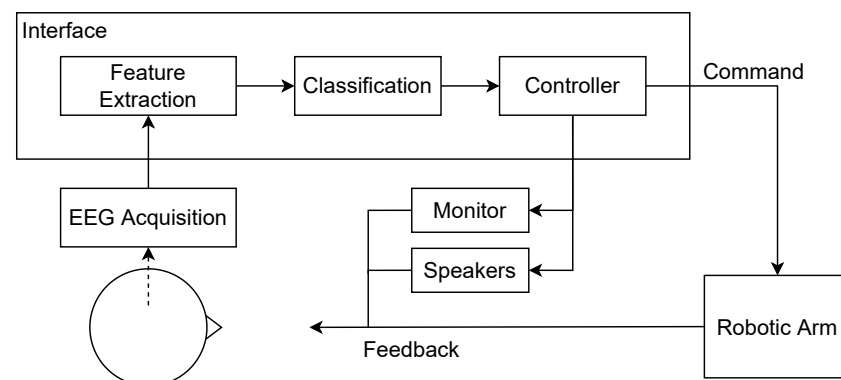 Interface
Feature
Extraction
Classification
Controller
Command
EEG Acquisition
Monitor
Speakers
Robotic Arm
Feedback